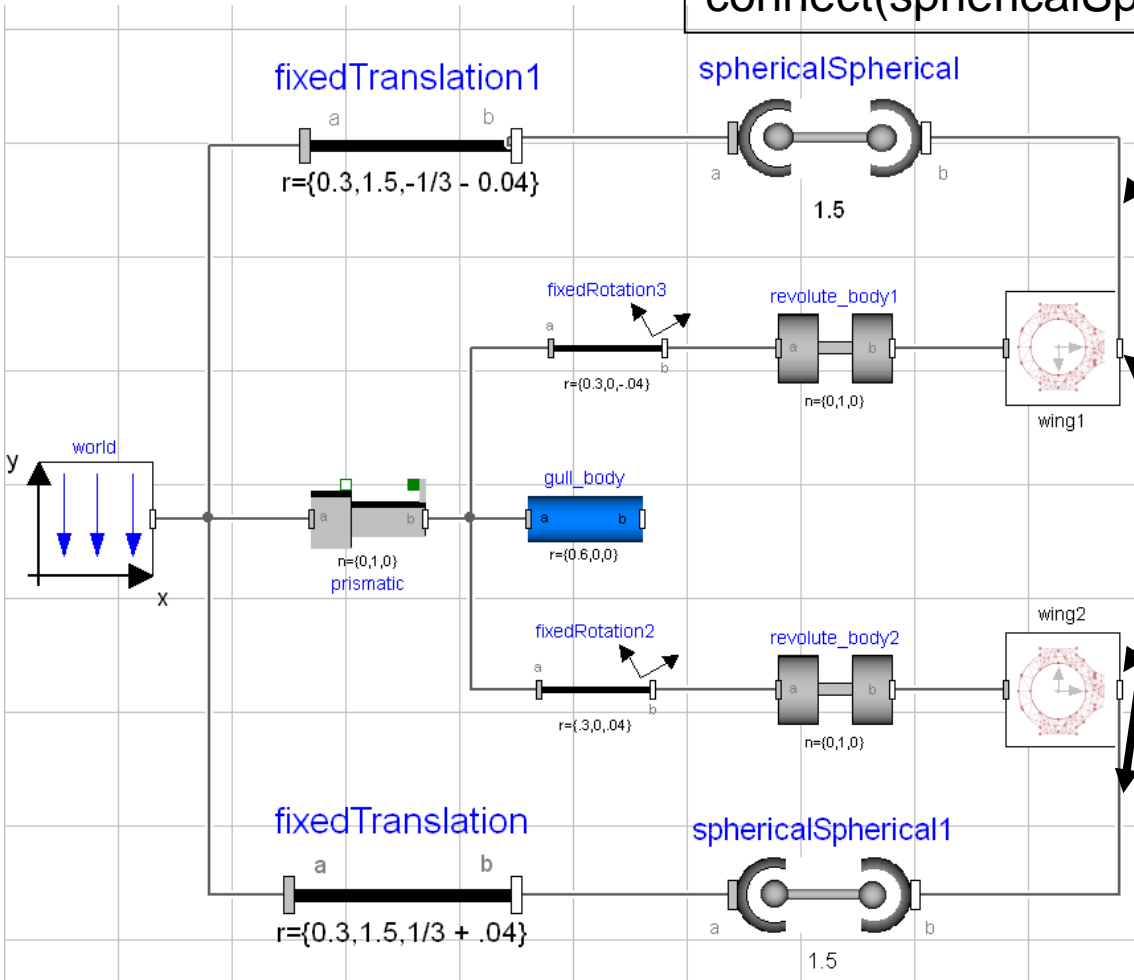 connect(sphericalSp
fixedTranslation1
a
b
r={0.3,1.5,-1/3 - 0.04}
sphericalSpherical
a
b
1.5
fixedRotation3
a
b
r={0.3,0,-.04}
revolute_body1
a
b
n={0,1,0}
wing1
world
y
x
a
b
n={0,1,0}
prismatic
gull_body
a
b
r={0.6,0,0}
fixedRotation2
a
b
r={.3,0,.04}
revolute_body2
a
b
n={0,1,0}
wing2
fixedTranslation
a
b
r={0.3,1.5,1/3 + .04}
sphericalSpherical1
a
b
1.5